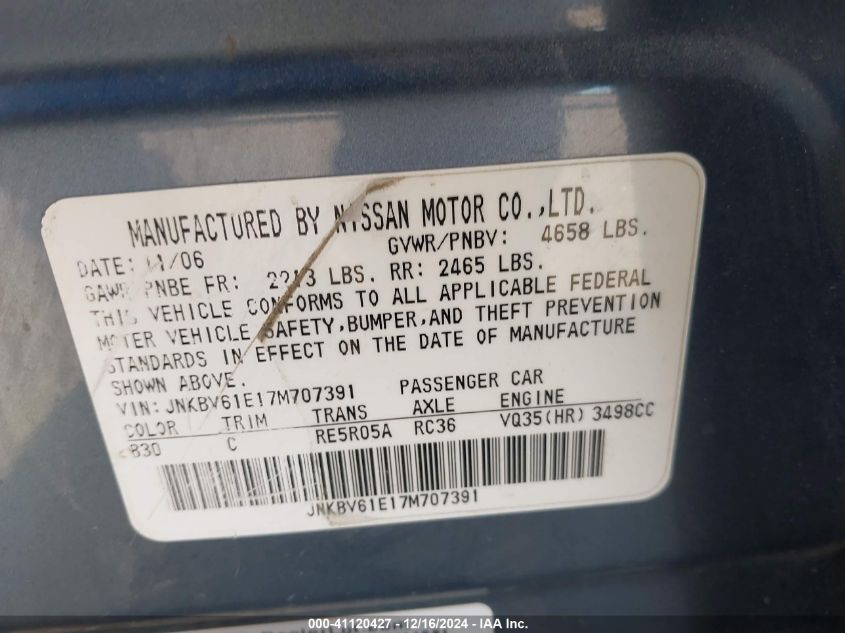 MANUFACTURED BY NISSAN MOTOR CO.,LTD.
GVWR/PNBV: 4658 LBS.
DATE: 11/06
GAWR PNBE FR: LBS. RR: 2465 LBS.
THIS VEHICLE CONFORMS TO ALL APPLICABLE FEDERAL
MOTER VEHICLE SAFETY,BUMPER,AND THEFT PREVENTION
STANDARDS IN EFFECT ON THE DATE OF MANUFACTURE
SHOWN ABOVE.
VIN: JNKBV61E17M707391 PASSENGER CAR
COLOR TRIM TRANS AXLE ENGINE
B30 C RE5R05A RC36 VQ35(HR) 3498CC
JNKBV61E17M707391
000-41120427 - 12/16/2024 - IAA Inc.